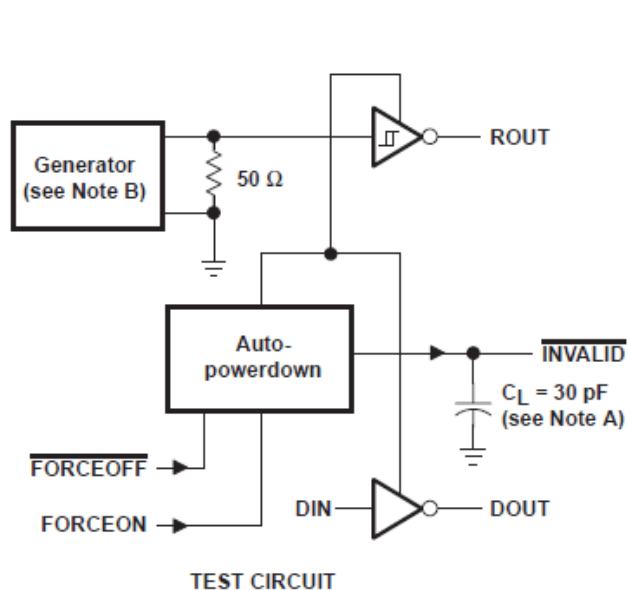 ROUT
Generator
(see Note B)
50 Ω
Auto-
powerdown
INVALID
CL = 30 pF
(see Note A)
FORCEOFF
FORCEON
DIN
DOUT
TEST CIRCUIT